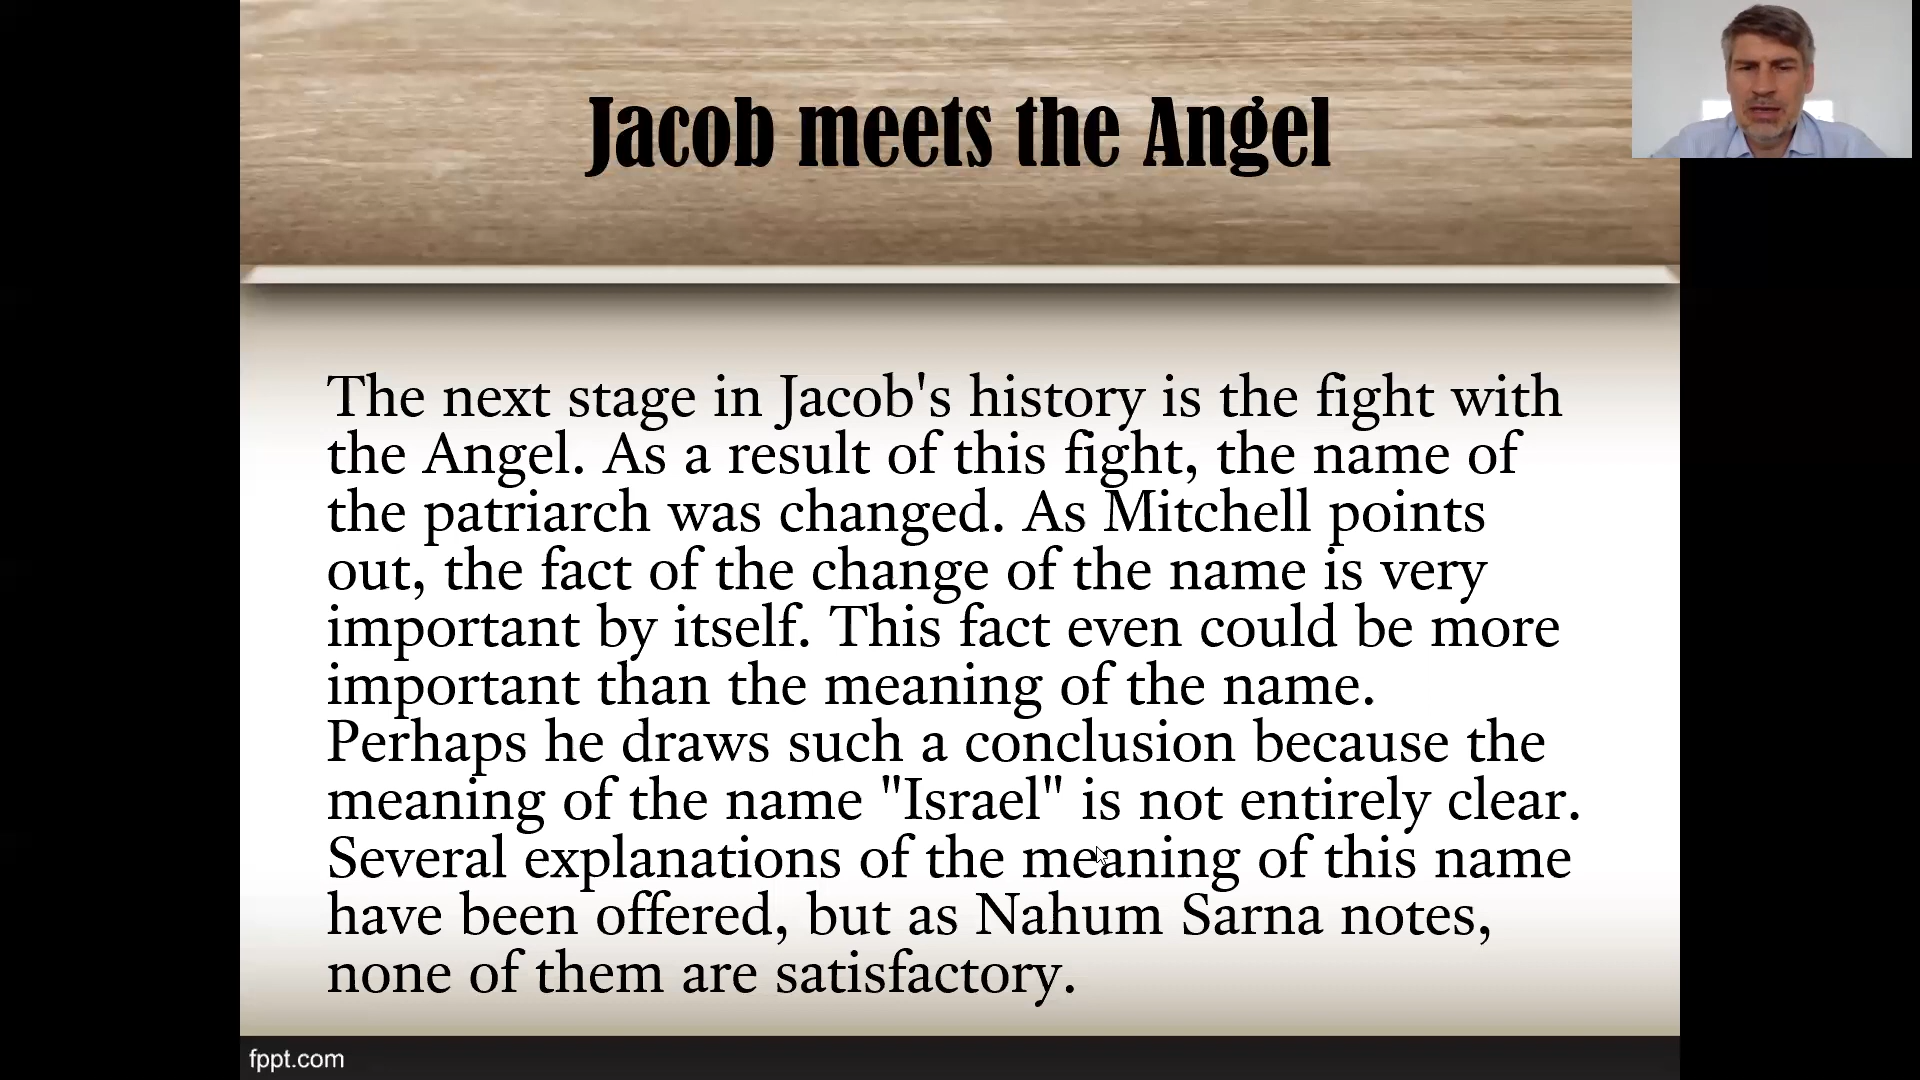 Jacob meets the Angel
The next stage in Jacob's history is the fight with
the Angel. As a result of this fight, the name of
the patriarch was changed. As Mitchell points
out, the fact of the change of the name is very
important by itself. This fact even could be more
important than the meaning of the name.
Perhaps he draws such a conclusion because the
meaning of the name "Israel" is not entirely clear.
Several explanations of the meaning of this name
have been offered, but as Nahum Sarna notes,
none of them are satisfactory.
fppt.com